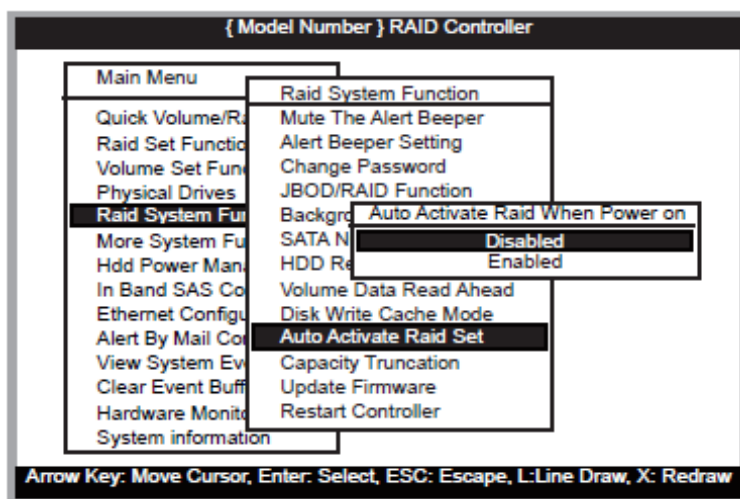 { Model Number } RAID Controller
Main Menu
Quick Volume/Ra
Raid Set Functio
Volume Set Fun
Physical Drives
Raid System Fu
More System Fu
Hdd Power Man
In Band SAS Co
Ethernet Configu
Alert By Mail Co
View System Ev
Clear Event Buff
Hardware Monito
System information
Raid System Function
Mute The Alert Beeper
Alert Beeper Setting
Change Password
JBOD/RAID Function
Backgro
SATA N
HDD Re
Volume Data Read Ahead
Disk Write Cache Mode
Auto Activate Raid Set
Capacity Truncation
Update Firmware
Restart Controller
Auto Activate Raid When Power on
Disabled
Enabled
Arrow Key: Move Cursor, Enter: Select, ESC: Escape, L:Line Draw, X: Redraw